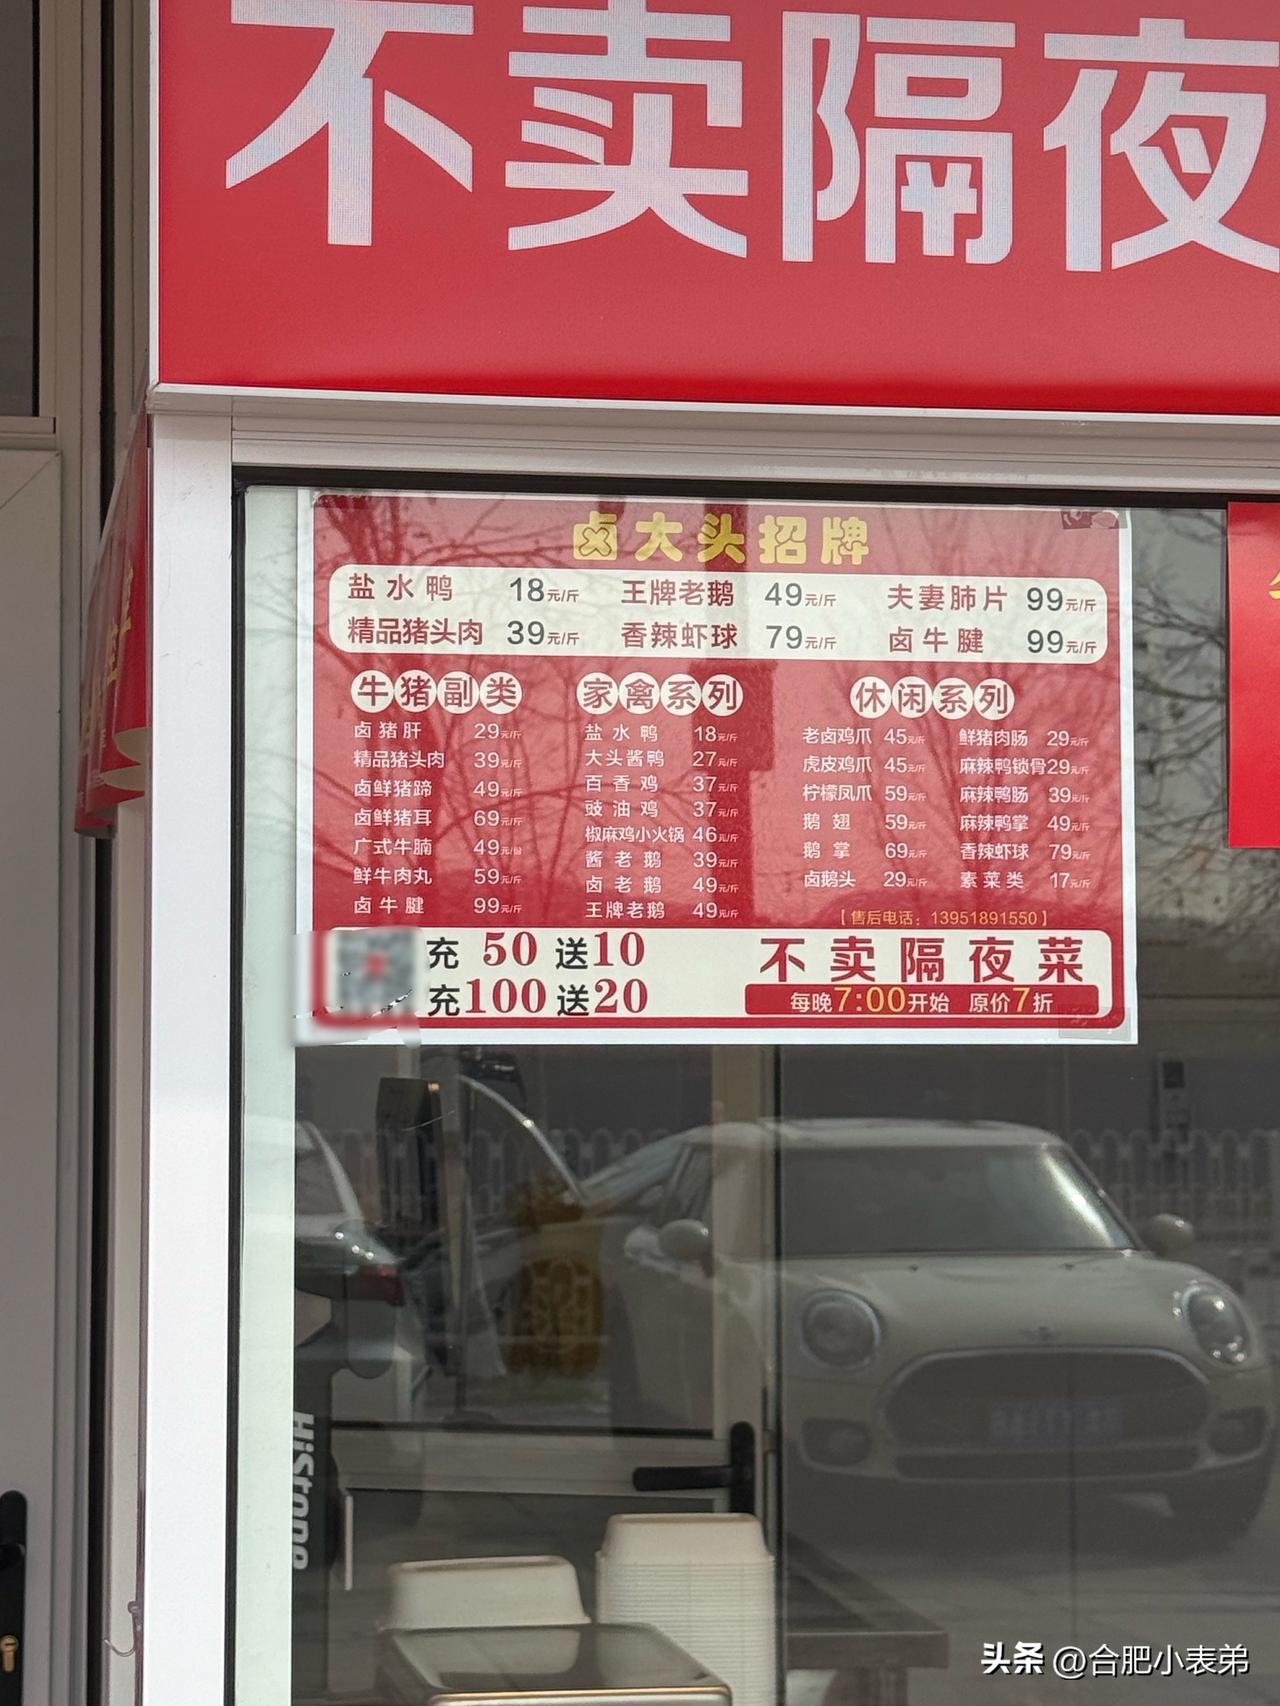 不卖隔夜
卤大头招牌
盐水鸭 18元/斤 王牌老鹅 49元/斤 夫妻肺片 99元/斤
精品猪头肉 39元/斤 香辣虾球 79元/斤 卤牛腱 99元/斤
牛猪副类
卤猪肝 29元/斤
精品猪头肉 39元/斤
卤鲜猪蹄 49元/斤
卤鲜猪耳 69元/斤
广式牛腩 49元/份
鲜牛肉丸 59元/斤
卤牛腱 99元/斤
家禽系列
盐水鸭 18元/斤
大头酱鸭 27元/斤
百香鸡 37元/斤
豉油鸡 37元/斤
椒麻鸡小火锅 46元/斤
酱老鹅 39元/斤
卤老鹅 49元/斤
王牌老鹅 49元/斤
休闲系列
老卤鸡爪 45元/斤 鲜猪肉肠 29元/斤
虎皮鸡爪 45元/斤 麻辣鸭锁骨 29元/斤
柠檬凤爪 59元/斤 麻辣鸭肠 39元/斤
鹅翅 59元/斤 麻辣鸭掌 49元/斤
鹅掌 69元/斤 香辣虾球 79元/斤
卤鹅头 29元/斤 素菜类 17元/斤
【售后电话：13951891550】
充 50 送10
充100送20
不卖隔夜菜
每晚7:00开始 原价7折
HiStone
头条 @合肥小表弟